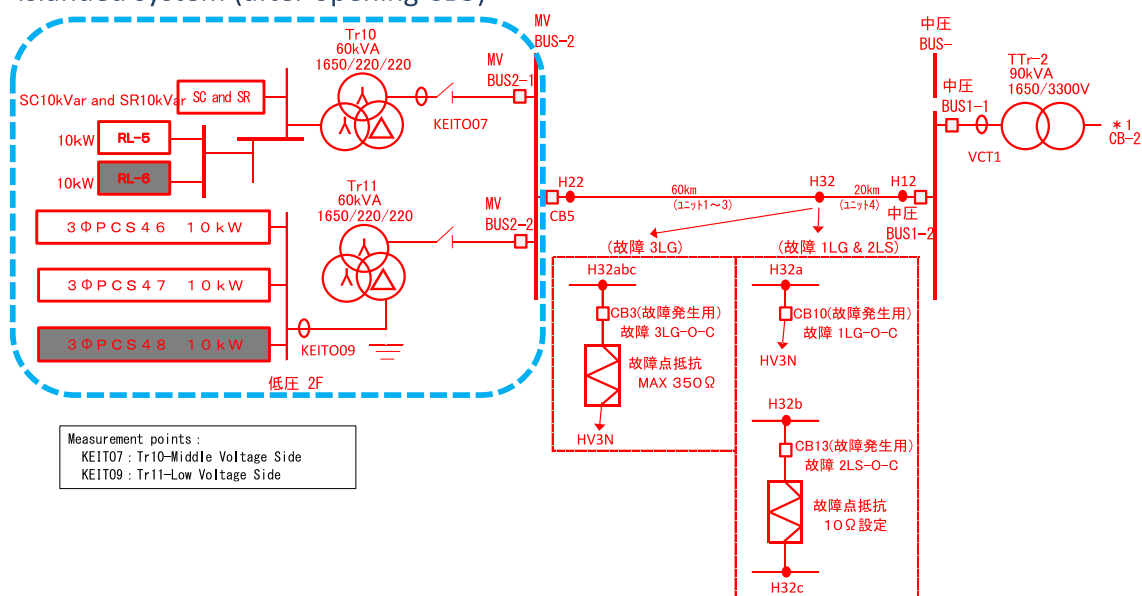 Islanded system (after opening CB5)
Tr10
60kVA
1650/220/220
MV
BUS2-1
MV
BUS-2
中圧
BUS-
TTr-2
90kVA
1650/3300V
SC10kVar and SR10kVar
SC and SR
KEITO07
中圧
BUS1-1
VCT1
*1
CB-2
10kW
RL-5
10kW
RL-6
Tr11
60kVA
1650/220/220
MV
BUS2-2
H22
CB5
60km
(ユニット1~3)
H32
20km
(ユニット4)
H12
中圧
BUS1-2
3ΦPCS46 10kW
3ΦPCS47 10kW
3ΦPCS48 10kW
KEITO09
低圧 2F
(故障 3LG)
(故障 1LG & 2LS)
H32abc
CB3(故障発生用)
故障 3LG-O-C
故障点抵抗
MAX 350Ω
HV3N
H32a
CB10(故障発生用)
故障 1LG-O-C
HV3N
H32b
CB13(故障発生用)
故障 2LS-O-C
故障点抵抗
10Ω設定
H32c
Measurement points :
KEITO7 : Tr10-Middle Voltage Side
KEITO9 : Tr11-Low Voltage Side